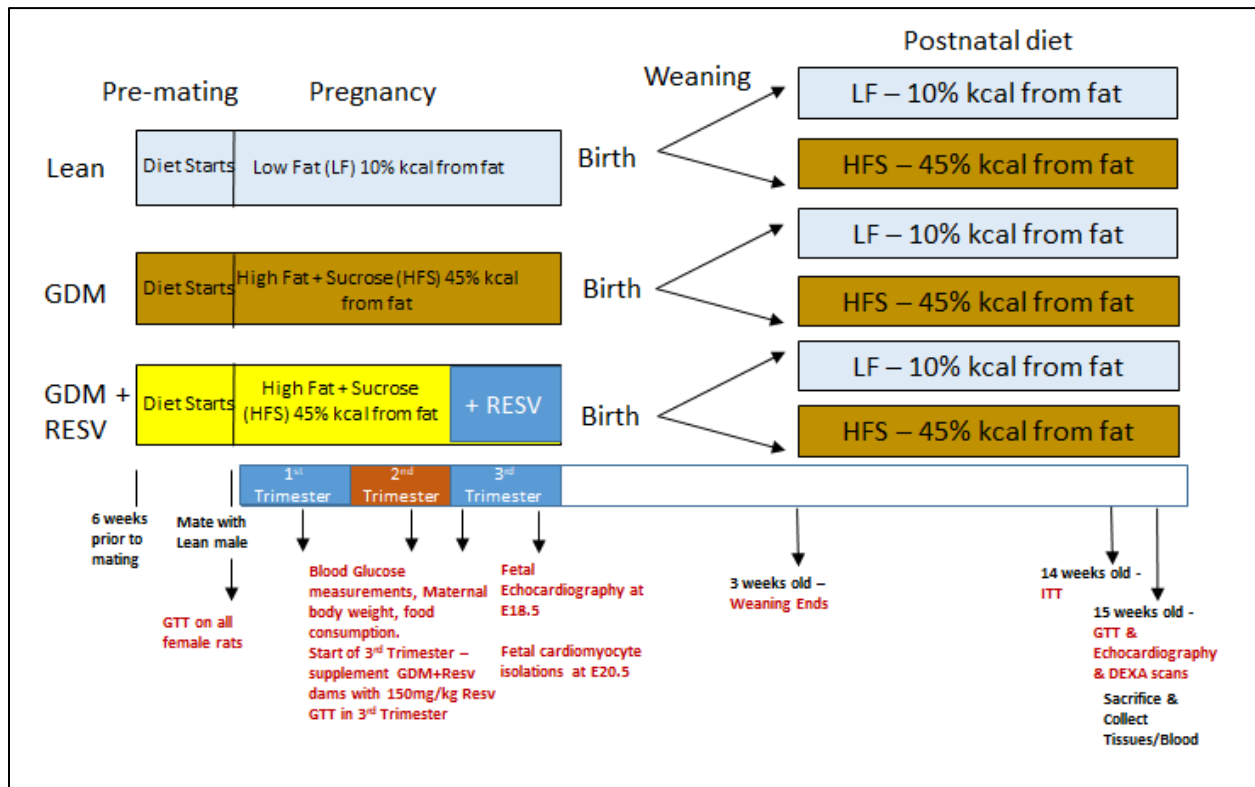 Postnatal diet
Pre-mating
Pregnancy
Weaning
Lean
Diet Starts
Low Fat (LF) 10% kcal from fat
Birth
LF – 10% kcal from fat
HFS – 45% kcal from fat
GDM
Diet Starts
High Fat + Sucrose (HFS) 45% kcal
from fat
Birth
LF – 10% kcal from fat
HFS – 45% kcal from fat
GDM +
RESV
Diet Starts
High Fat + Sucrose
(HFS) 45% kcal from fat
+ RESV
Birth
LF – 10% kcal from fat
HFS – 45% kcal from fat
1st
Trimester
2nd
Trimester
3rd
Trimester
6 weeks
prior to
mating
Mate with
Lean male
GTT on all
female rats
Blood Glucose
measurements, Maternal
body weight, food
consumption.
Start of 3rd Trimester –
supplement GDM+Resv
dams with 150mg/kg Resv
GTT in 3rd Trimester
Fetal
Echocardiography at
E18.5
Fetal cardiomyocyte
isolations at E20.5
3 weeks old –
Weaning Ends
14 weeks old -
ITT
15 weeks old -
GTT &
Echocardiography
& DEXA scans
Sacrifice &
Collect
Tissues/Blood